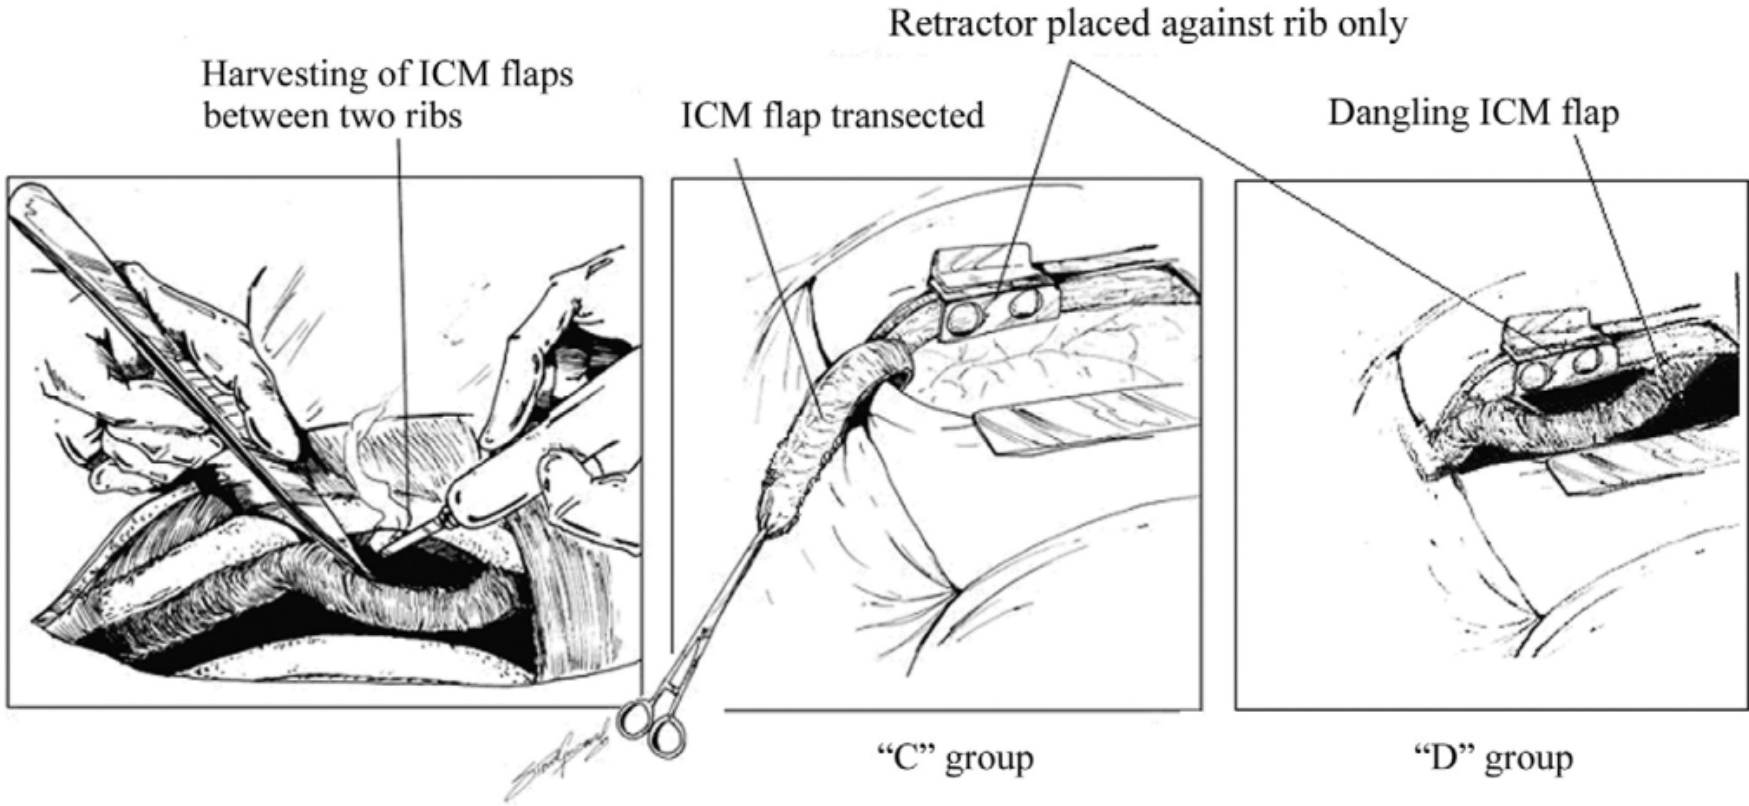 Retractor placed against rib only
Harvesting of ICM flaps
between two ribs
ICM flap transected
Dangling ICM flap
“C” group
“D” group